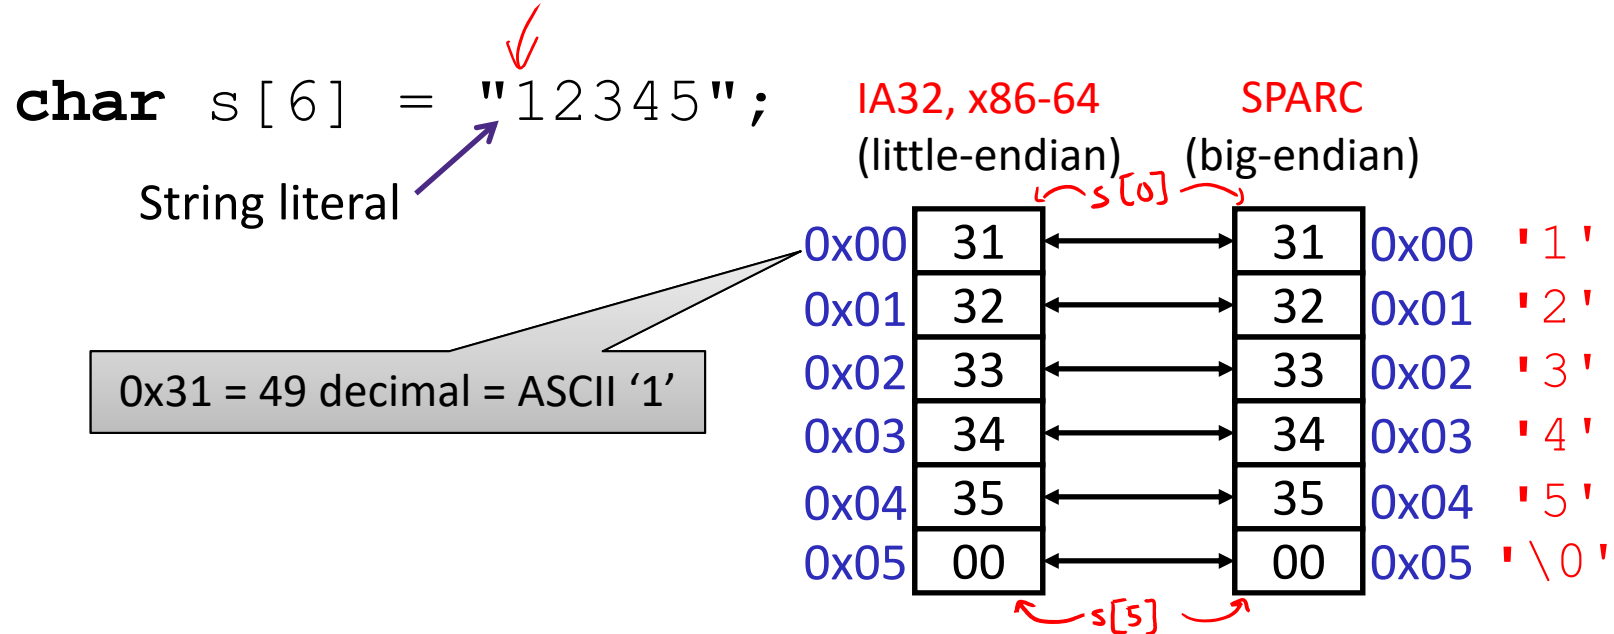 char s[6] = "12345";
String literal
0x31 = 49 decimal = ASCII ‘1’
IA32, x86-64 SPARC
(little-endian) (big-endian)
s[0]
0x00 31 31 0x00 '1'
0x01 32 32 0x01 '2'
0x02 33 33 0x02 '3'
0x03 34 34 0x03 '4'
0x04 35 35 0x04 '5'
0x05 00 00 0x05 '\0'
s[5]